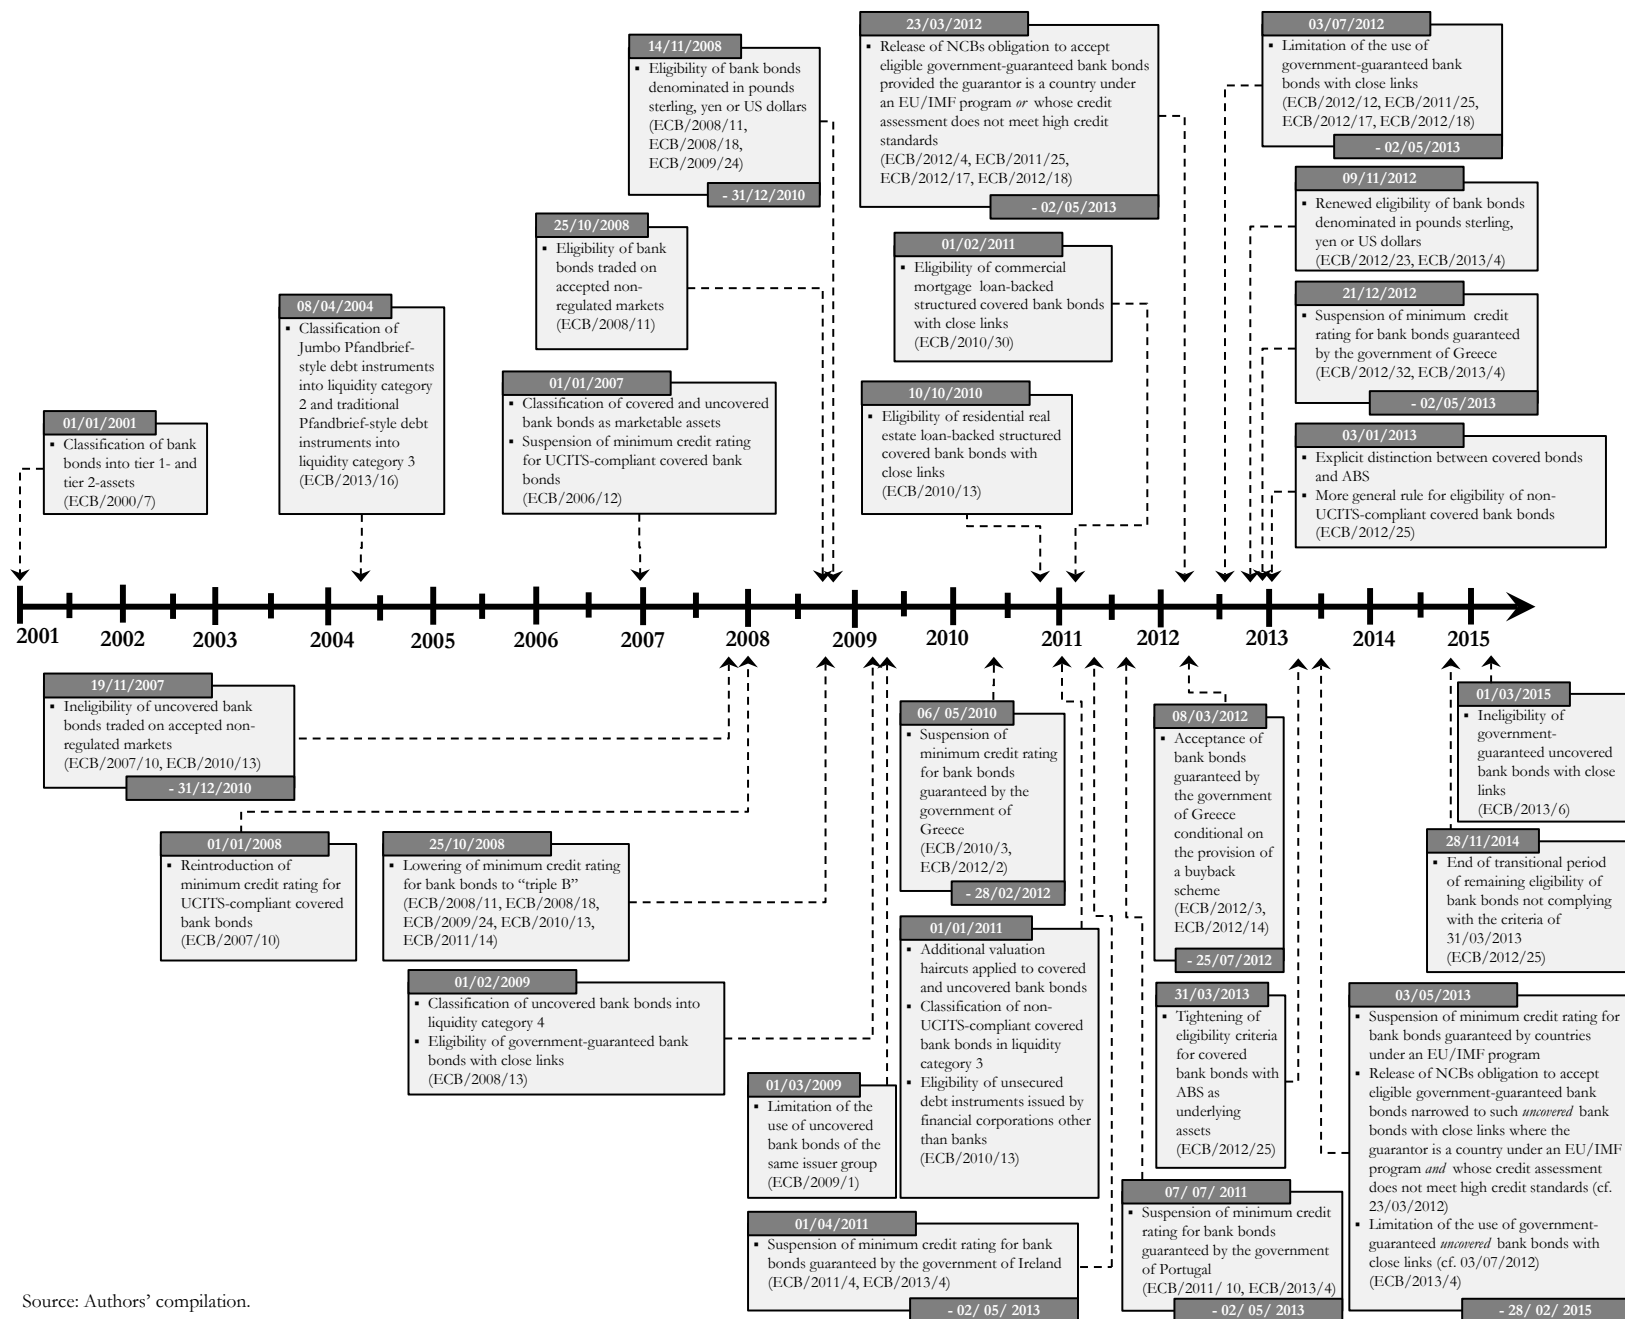 14/11/2008
▪ Eligibility of bank bonds
denominated in pounds
sterling, yen or US dollars
(ECB/2008/11,
ECB/2008/18,
ECB/2009/24)
- 31/12/2010
23/03/2012
▪ Release of NCBs obligation to accept
eligible government-guaranteed bank bonds
provided the guarantor is a country under
an EU/IMF program or whose credit
assessment does not meet high credit
standards
(ECB/2012/4, ECB/2011/25,
ECB/2012/17, ECB/2012/18)
- 02/05/2013
03/07/2012
▪ Limitation of the use of
government-guaranteed bank
bonds with close links
(ECB/2012/12, ECB/2011/25,
ECB/2012/17, ECB/2012/18)
- 02/05/2013
09/11/2012
▪ Renewed eligibility of bank bonds
denominated in pounds sterling,
yen or US dollars
(ECB/2012/23, ECB/2013/4)
25/10/2008
▪ Eligibility of bank
bonds traded on
accepted non-
regulated markets
(ECB/2008/11)
01/02/2011
▪ Eligibility of commercial
mortgage loan-backed
structured covered bank bonds
with close links
(ECB/2010/30)
21/12/2012
▪ Suspension of minimum credit
rating for bank bonds guaranteed
by the government of Greece
(ECB/2012/32, ECB/2013/4)
- 02/05/2013
08/04/2004
▪ Classification of
Jumbo Pfandbrief-
style debt instruments
into liquidity category
2 and traditional
Pfandbrief-style debt
instruments into
liquidity category 3
(ECB/2013/16)
01/01/2007
▪ Classification of covered and uncovered
bank bonds as marketable assets
▪ Suspension of minimum credit rating
for UCITS-compliant covered bank
bonds
(ECB/2006/12)
10/10/2010
▪ Eligibility of residential real
estate loan-backed structured
covered bank bonds with
close links
(ECB/2010/13)
01/01/2001
▪ Classification of bank
bonds into tier 1- and
tier 2-assets
(ECB/2000/7)
03/01/2013
▪ Explicit distinction between covered bonds
and ABS
▪ More general rule for eligibility of non-
UCITS-compliant covered bank bonds
(ECB/2012/25)
2001 2002 2003 2004 2005 2006 2007 2008 2009 2010 2011 2012 2013 2014 2015
19/11/2007
▪ Ineligibility of uncovered bank
bonds traded on accepted non-
regulated markets
(ECB/2007/10, ECB/2010/13)
- 31/12/2010
06/ 05/2010
▪ Suspension of
minimum credit rating
for bank bonds
guaranteed by the
government of
Greece
(ECB/2010/3,
ECB/2012/2)
- 28/02/2012
08/03/2012
▪ Acceptance of
bank bonds
guaranteed by
the government
of Greece
conditional on
the provision of
a buyback
scheme
(ECB/2012/3,
ECB/2012/14)
- 25/07/2012
01/03/2015
▪ Ineligibility of
government-
guaranteed uncovered
bank bonds with close
links
(ECB/2013/6)
01/01/2008
▪ Reintroduction of
minimum credit rating for
UCITS-compliant covered
bank bonds
(ECB/2007/10)
25/10/2008
▪ Lowering of minimum credit rating
for bank bonds to “triple B”
(ECB/2008/11, ECB/2008/18,
ECB/2009/24, ECB/2010/13,
ECB/2011/14)
28/11/2014
▪ End of transitional period
of remaining eligibility of
bank bonds not complying
with the criteria of
31/03/2013
(ECB/2012/25)
01/01/2011
▪ Additional valuation
haircuts applied to covered
and uncovered bank bonds
▪ Classification of non-
UCITS-compliant covered
bank bonds in liquidity
category 3
▪ Eligibility of unsecured
debt instruments issued by
financial corporations other
than banks
(ECB/2010/13)
01/02/2009
▪ Classification of uncovered bank bonds into
liquidity category 4
▪ Eligibility of government-guaranteed bank
bonds with close links
(ECB/2008/13)
31/03/2013
▪ Tightening of
eligibility criteria
for covered
bank bonds with
ABS as
underlying
assets
(ECB/2012/25)
03/05/2013
▪ Suspension of minimum credit rating for
bank bonds guaranteed by countries
under an EU/IMF program
▪ Release of NCBs obligation to accept
eligible government-guaranteed bank
bonds narrowed to such uncovered bank
bonds with close links where the
guarantor is a country under an EU/IMF
program and whose credit assessment
does not meet high credit standards (cf.
23/03/2012)
▪ Limitation of the use of government-
guaranteed uncovered bank bonds with
close links (cf. 03/07/2012)
(ECB/2013/4)
- 28/ 02/ 2015
01/03/2009
▪ Limitation of the
use of uncovered
bank bonds of the
same issuer group
(ECB/2009/1)
07/ 07/ 2011
▪ Suspension of minimum credit
rating for bank bonds
guaranteed by the government
of Portugal
(ECB/2011/ 10, ECB/2013/4)
- 02/ 05/ 2013
01/04/2011
▪ Suspension of minimum credit rating for bank
bonds guaranteed by the government of Ireland
(ECB/2011/4, ECB/2013/4)
- 02/ 05/ 2013
Source: Authors’ compilation.